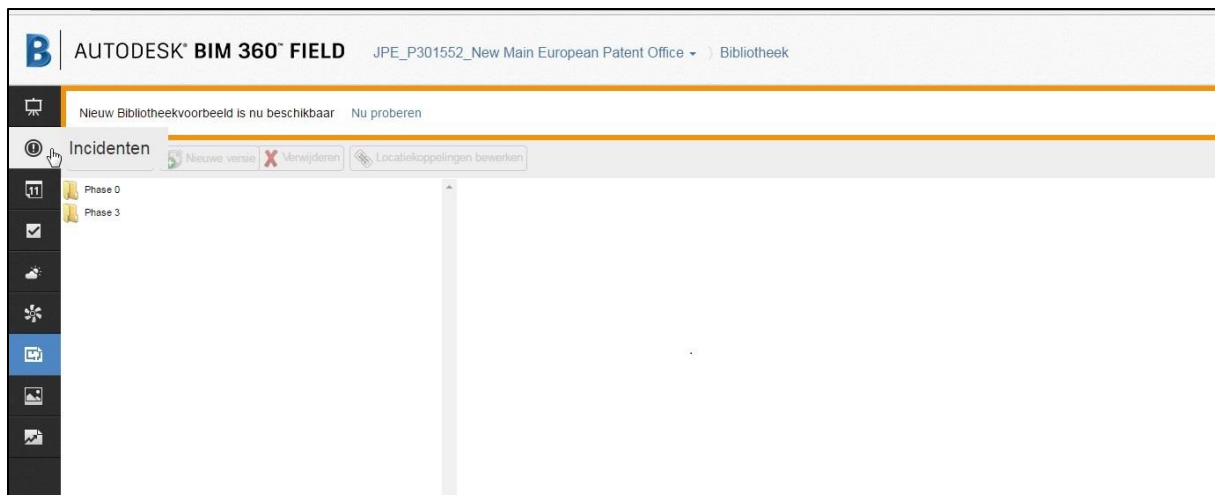 B AUTODESK® BIM 360™ FIELD JPE_P301552_New Main European Patent Office Bibliotheek
Nieuw Bibliotheekvoorbeeld is nu beschikbaar Nu proberen
Incidenten Nieuwe versie Verwijderen Locatiekoppelingen bewerken
11 Phase 0
Phase 3